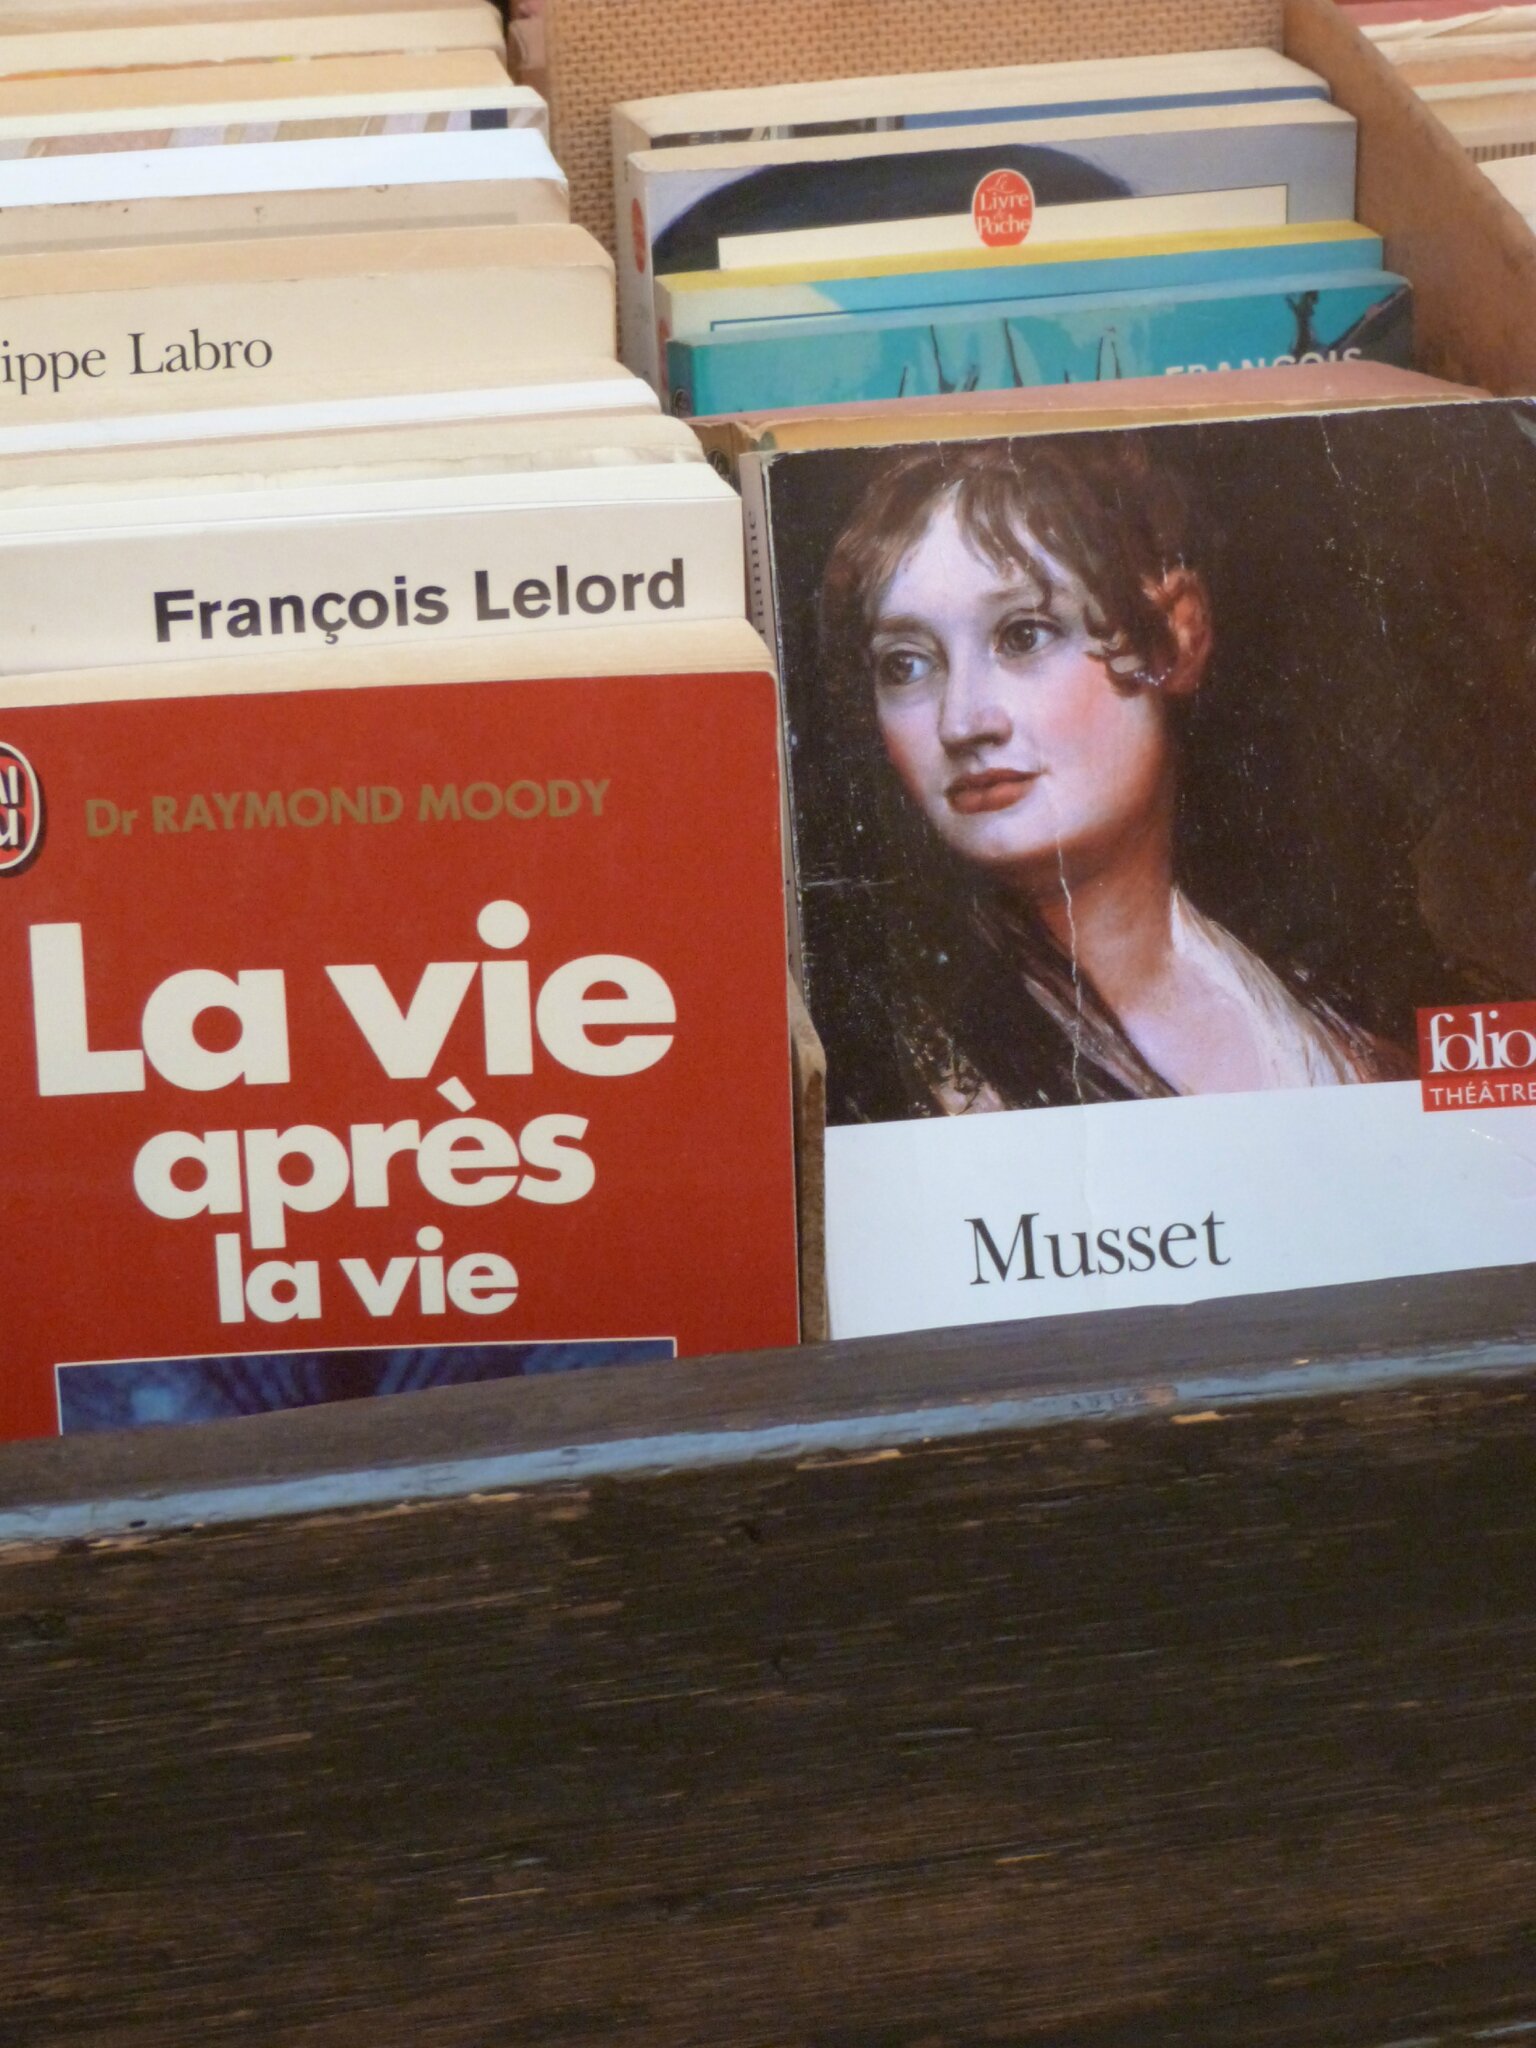 ippe Labro
François Lelord
Dr RAYMOND MOODY
La vie
après
la vie
Le
Livre
de
Poche
FRANÇOIS
folio
THÉÂTRE
Musset